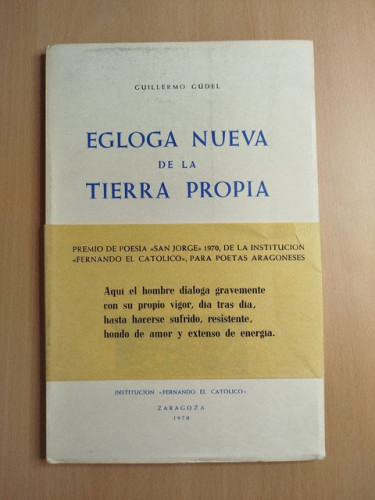 GUILLERMO GÚDEL
EGLOGA NUEVA
DE LA
TIERRA PROPIA
PREMIO DE POESIA «SAN JORGE» 1970, DE LA INSTITUCION
«FERNANDO EL CATOLICO», PARA POETAS ARAGONESES
Aquí el hombre dialoga gravemente
con su propio vigor, día tras día,
hasta hacerse sufrido, resistente,
hondo de amor y extenso de energía.
INSTITUCION «FERNANDO EL CATOLICO»
ZARAGOZA
1970